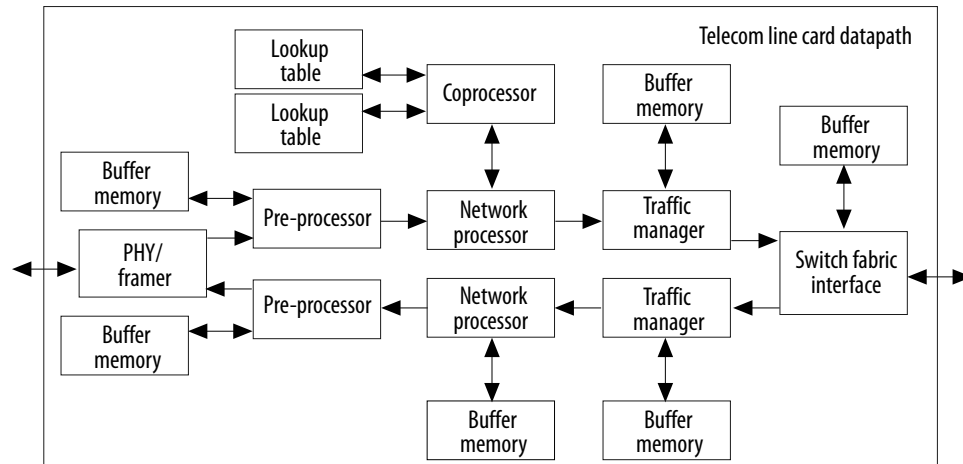 Telecom line card datapath
Lookup
table
Lookup
table
Coprocessor
Buffer
memory
Buffer
memory
Buffer
memory
Pre-processor
Network
processor
Traffic
manager
PHY/
framer
Switch fabric
interface
Pre-processor
Network
processor
Traffic
manager
Buffer
memory
Buffer
memory
Buffer
memory